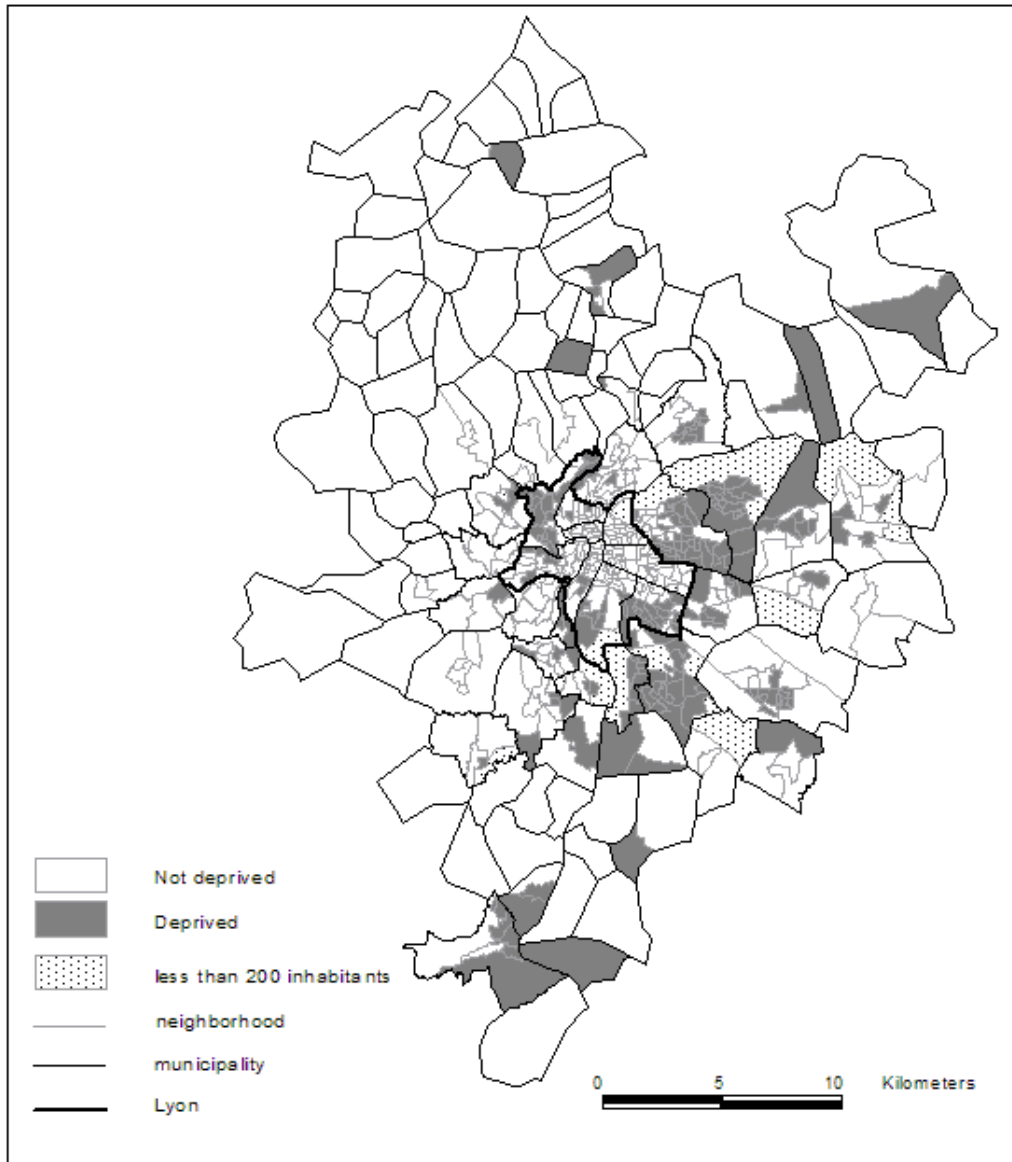 Not deprived
Deprived
less than 200 inhabitants
neighborhood
municipality
Lyon
0 5 10 Kilometers